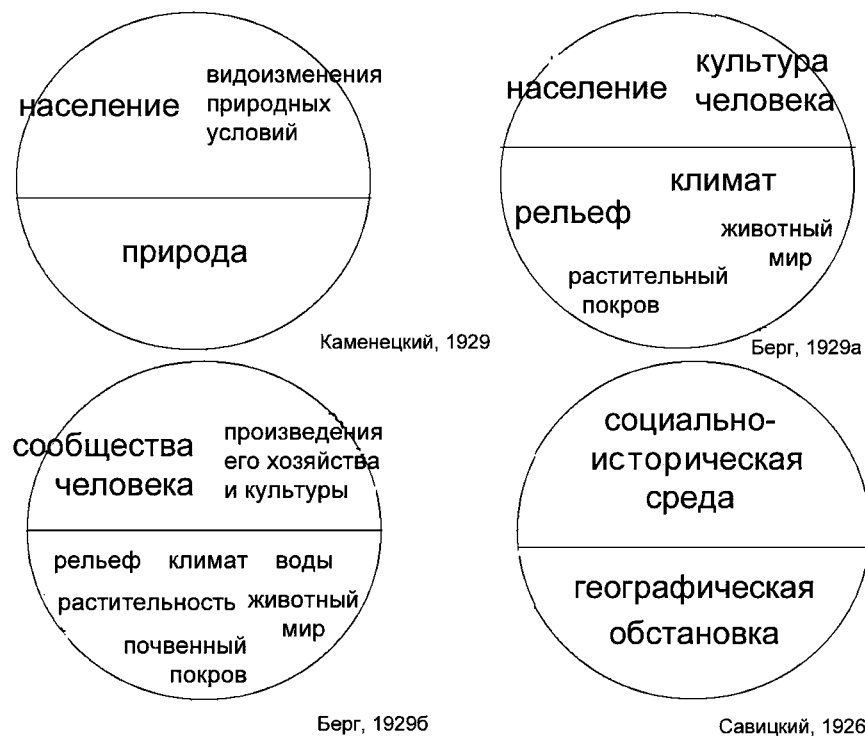 население
видоизменения
природных
условий
природа
Каменецкий, 1929
население
культура
человека
климат
рельеф
животный
мир
растительный
покров
Берг, 1929а
сообщества
человека
произведения
его хозяйства
и культуры
рельеф климат воды
растительность животный
мир
почвенный
покров
Берг, 1929б
социально-
историческая
среда
географическая
обстановка
Савицкий, 1926